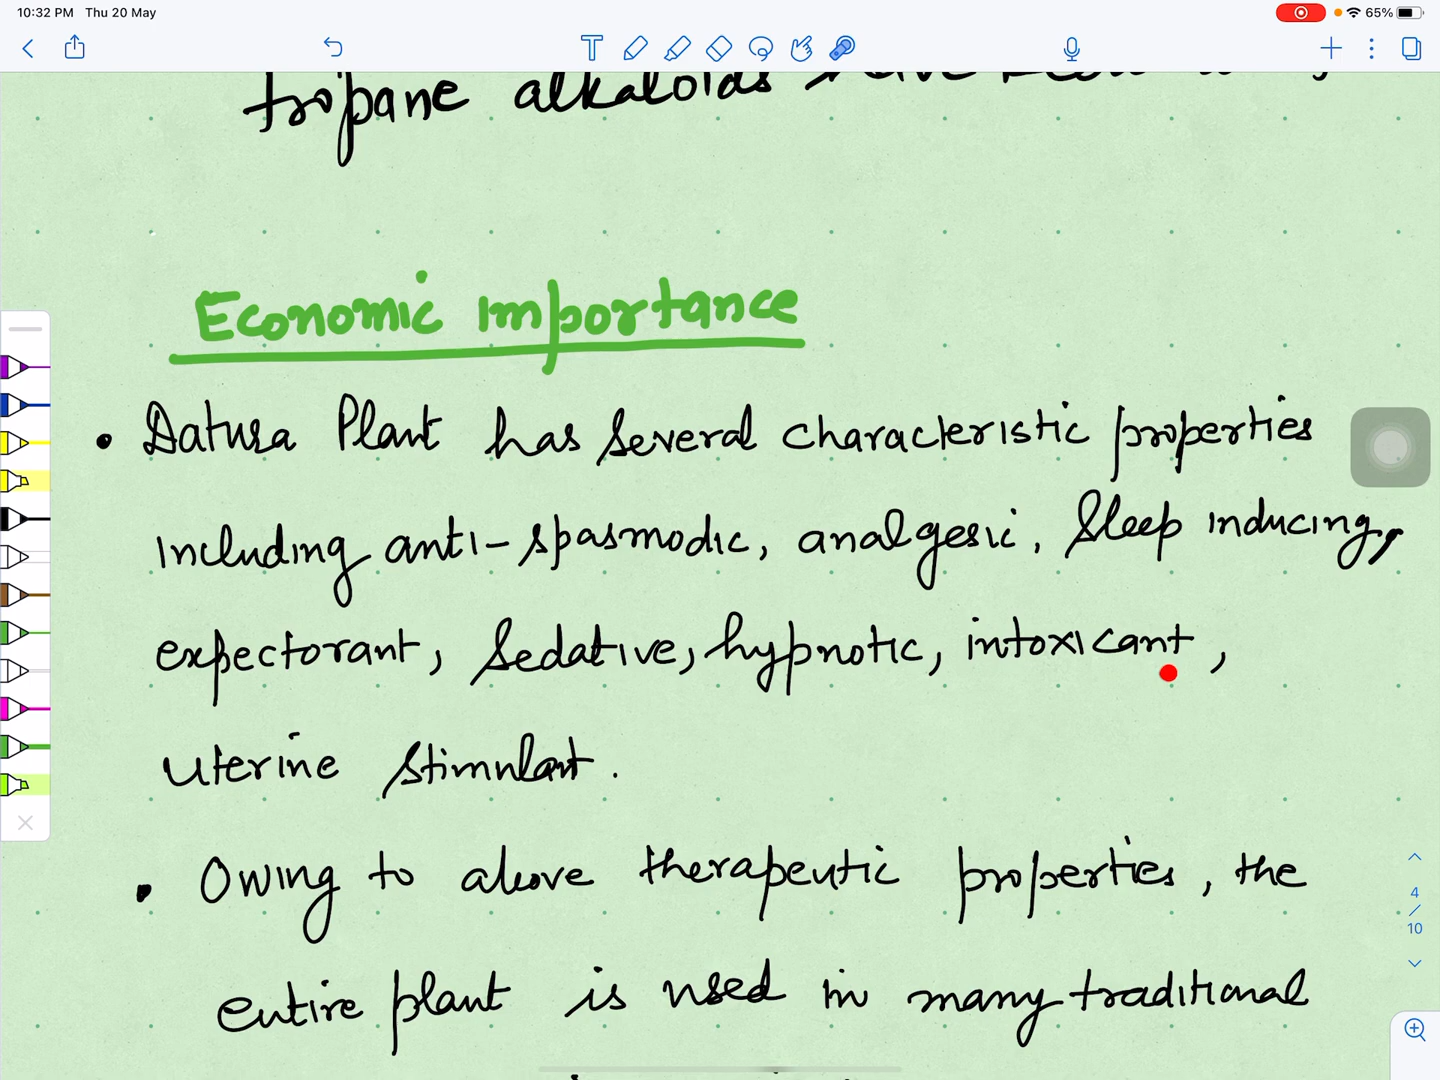 10:32 PM Thu 20 May
65%
tropane alkaloids have
Economic importance
• Datura Plant has several characteristic properties
including anti-spasmodic, analgesic, sleep inducing,
expectorant, sedative, hypnotic, intoxicant,
uterine stimulant.
• Owing to above therapeutic properties, the
entire plant is used in many traditional
4
/
10